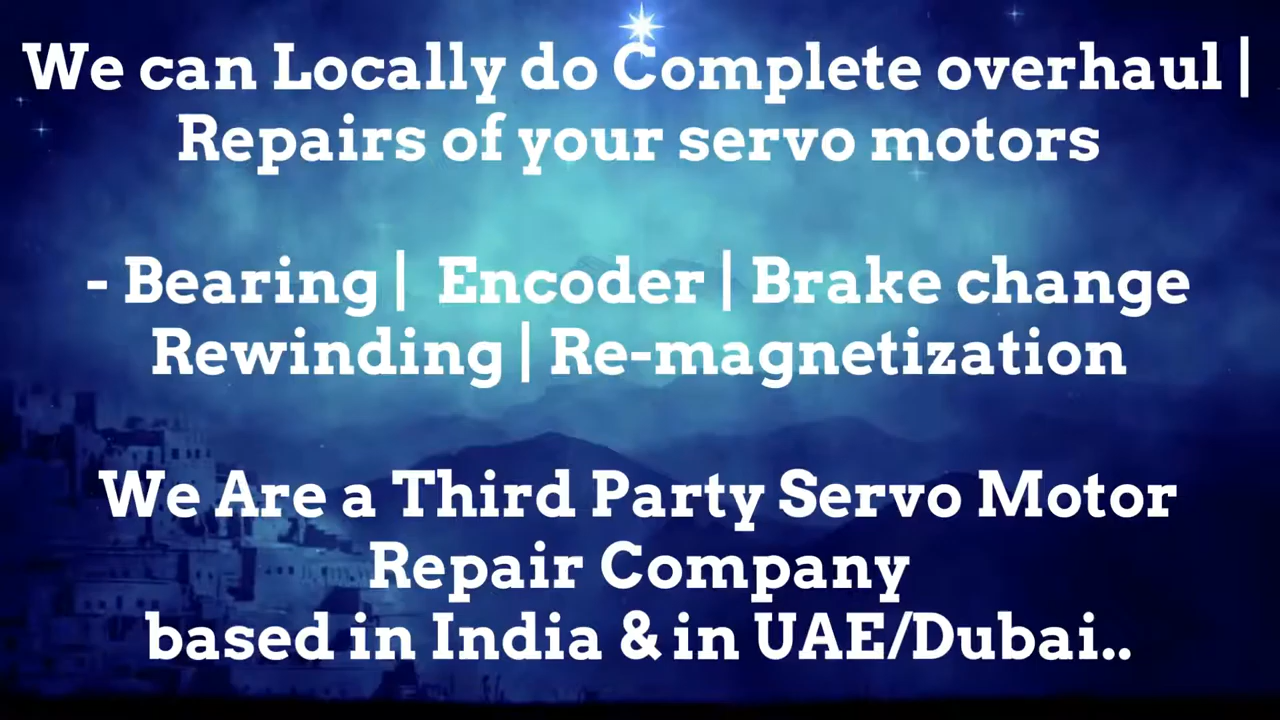 We can Locally do Complete overhaul |
Repairs of your servo motors
- Bearing | Encoder | Brake change
Rewinding | Re-magnetization
We Are a Third Party Servo Motor
Repair Company
based in India & in UAE/Dubai..